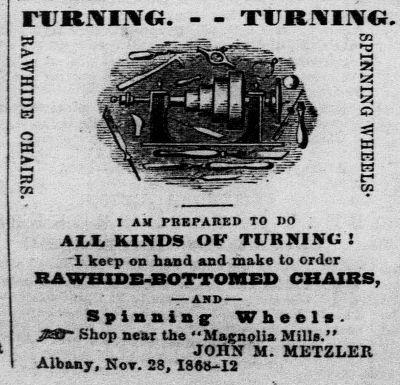 TURNING. - - TURNING.
RAWHIDE CHAIRS.
SPINNING WHEELS.
I AM PREPARED TO DO
ALL KINDS OF TURNING!
I keep on hand and make to order
RAWHIDE-BOTTOMED CHAIRS,
—AND—
Spinning Wheels.
Shop near the "Magnolia Mills."
JOHN M. METZLER
Albany, Nov. 28, 1868-12